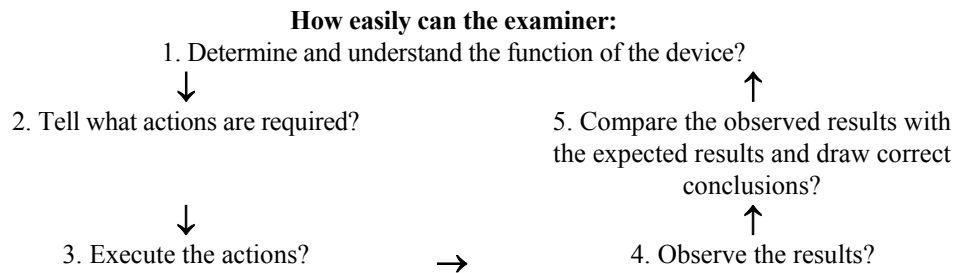 How easily can the examiner:
1. Determine and understand the function of the device?
↓
↑
2. Tell what actions are required?
5. Compare the observed results with
the expected results and draw correct
conclusions?
↓
↑
3. Execute the actions?
→
4. Observe the results?